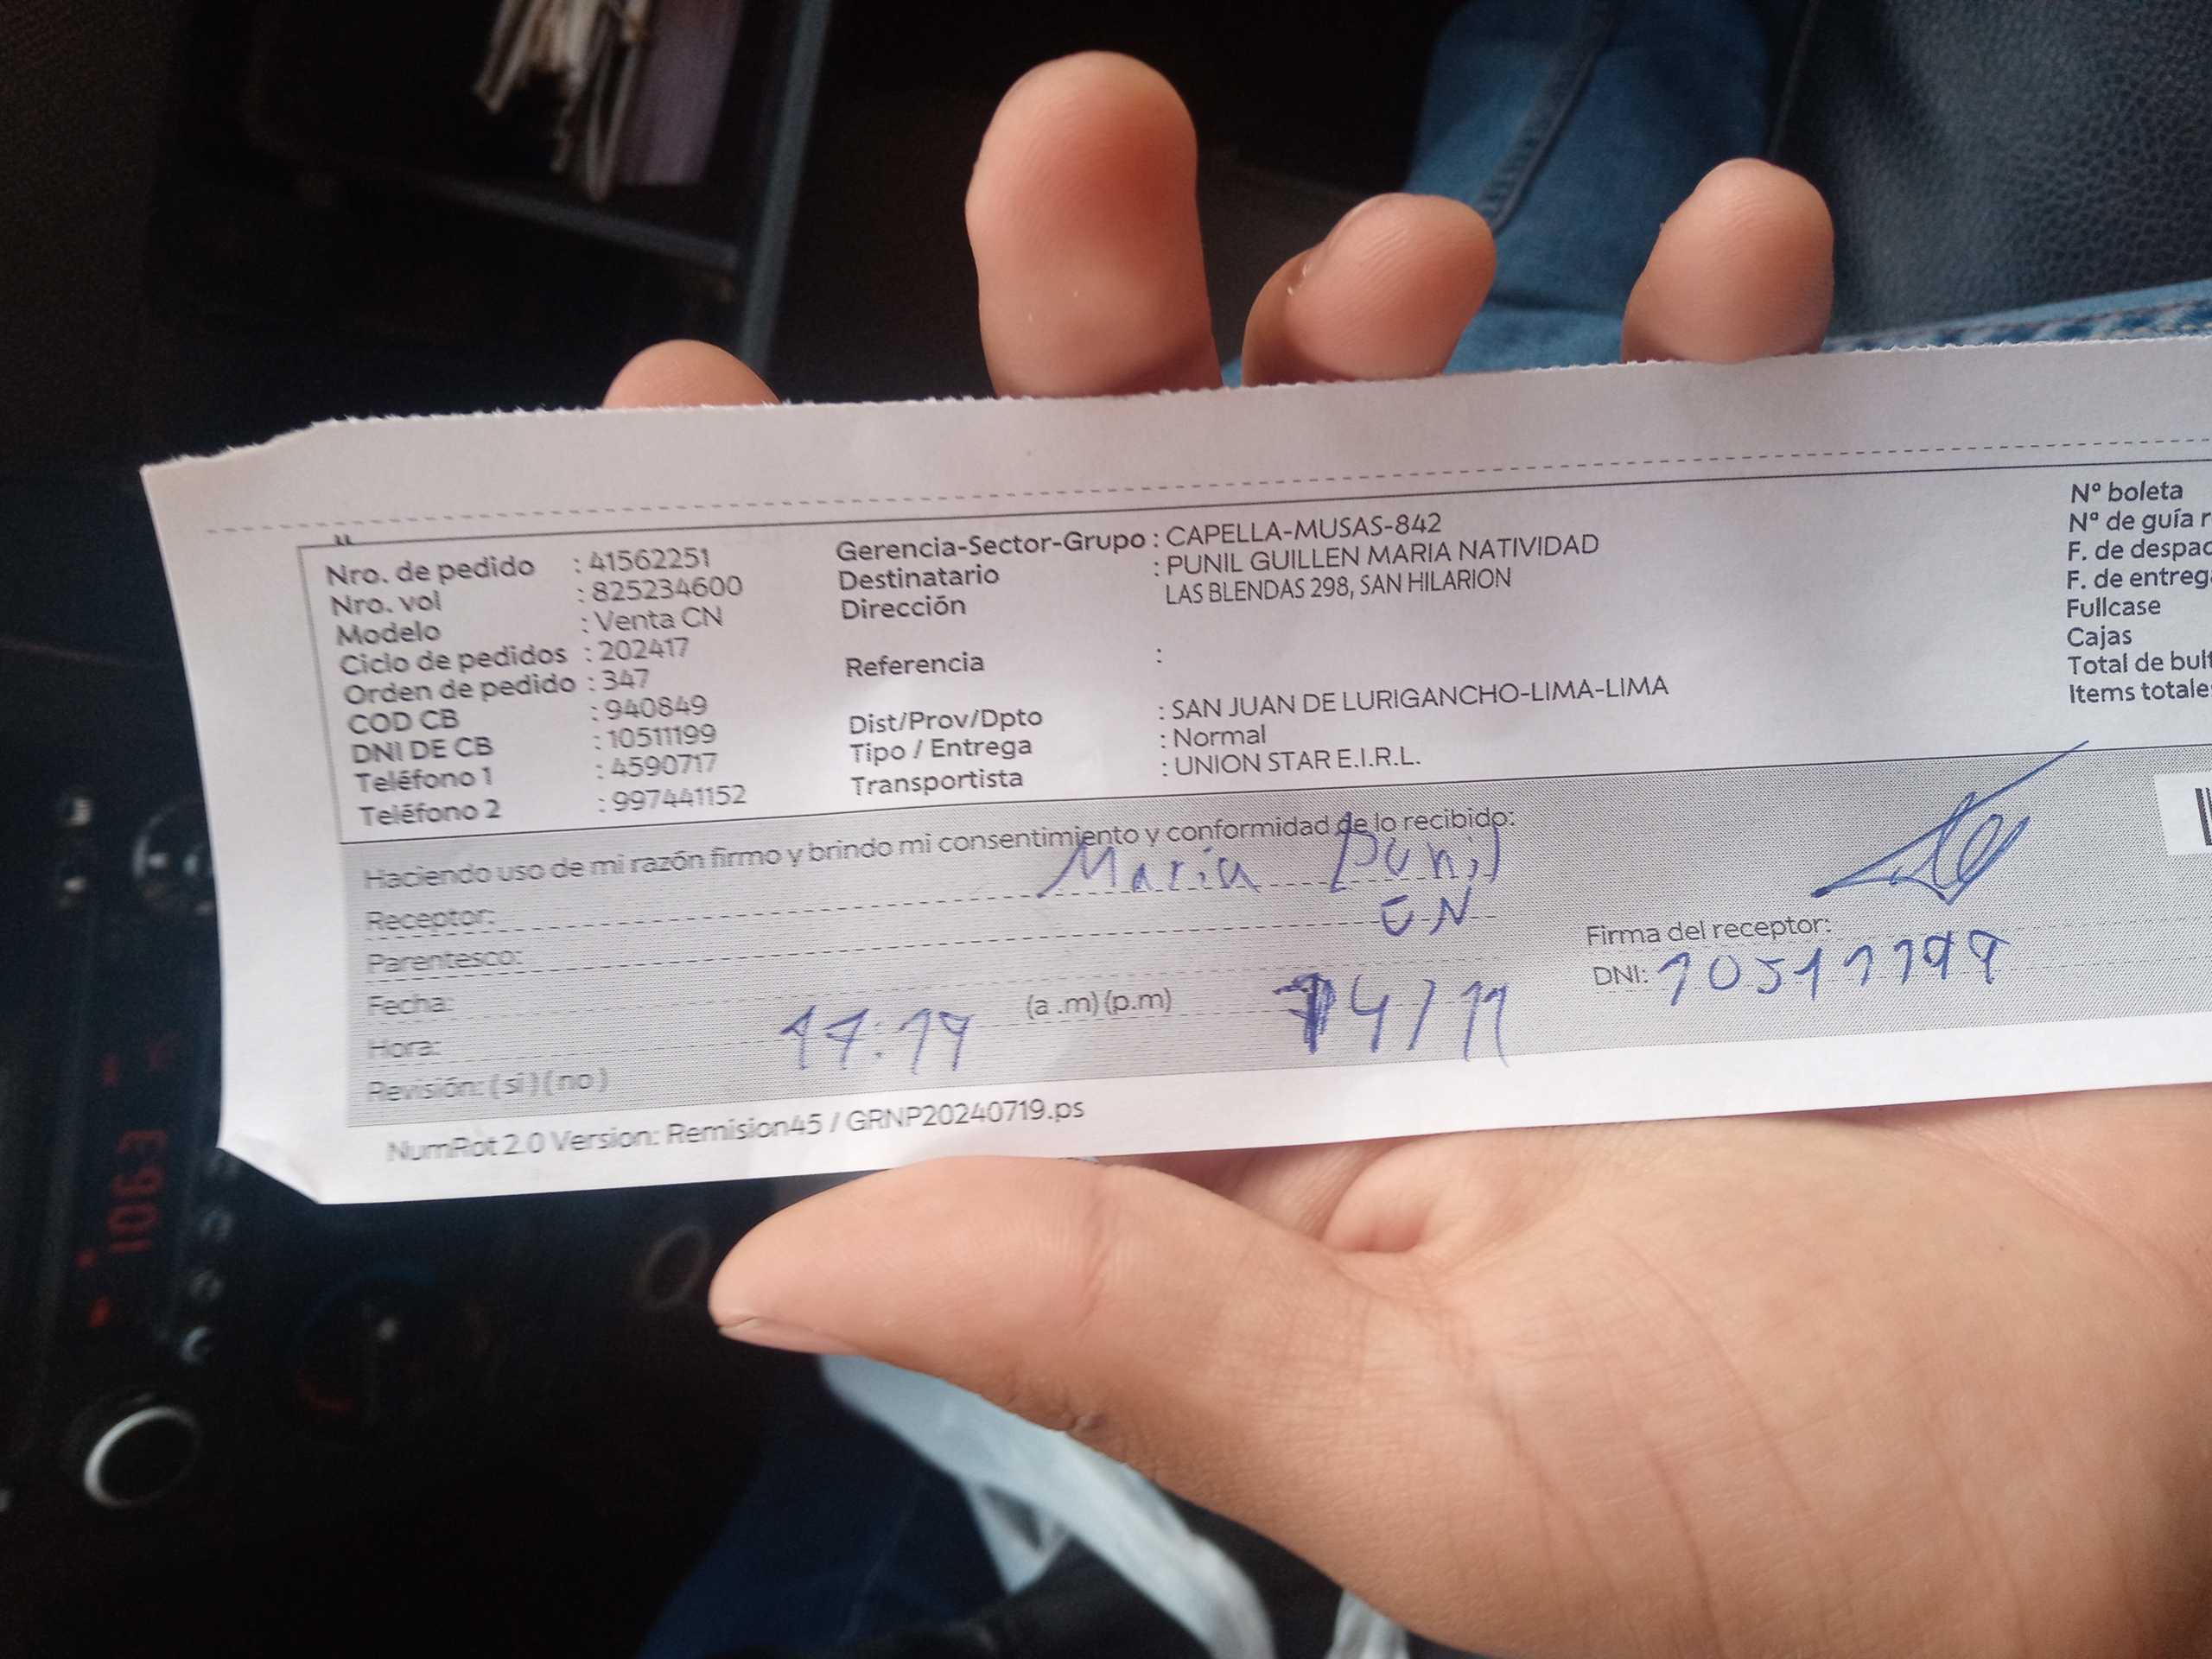 Nro. de pedido : 41562251
Nro. vol : 825234600
Modelo : Venta CN
Ciclo de pedidos : 202417
Orden de pedido : 347
COD CB : 940849
DNI DE CB : 10511199
Teléfono 1 : 4590717
Teléfono 2 : 997441152
Gerencia-Sector-Grupo : CAPELLA-MUSAS-842
Destinatario : PUNIL GUILLEN MARIA NATIVIDAD
Dirección LAS BLENDAS 298, SAN HILARION
Referencia :
Dist/Prov/Dpto : SAN JUAN DE LURIGANCHO-LIMA-LIMA
Tipo / Entrega : Normal
Transportista : UNION STAR E.I.R.L.
Nº boleta
Nº de guía r
F. de despac
F. de entreg
Fullcase
Cajas
Total de bult
Items totale
Haciendo uso de mi razón firmo y brindo mi consentimiento y conformidad de lo recibido:
Receptor: Maria Punil
Parentesco: CN
Fecha: 14/11
Hora: (a .m) (p.m)
Revisión: ( si ) ( no )
Firma del receptor:
DNI: 10511199
NumRot 2.0 Version: Remision45 / GRNP20240719.ps
1063